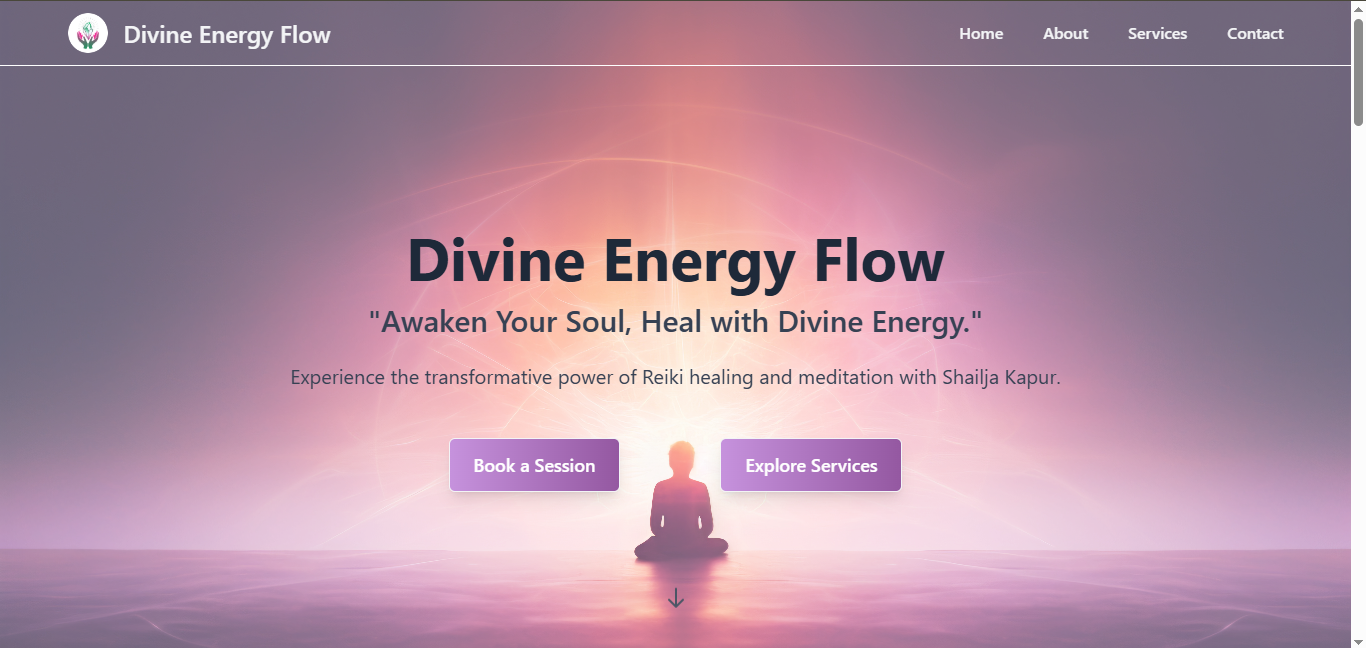 Divine Energy Flow
Home About Services Contact
Divine Energy Flow
"Awaken Your Soul, Heal with Divine Energy."
Experience the transformative power of Reiki healing and meditation with Shailja Kapur.
Book a Session
Explore Services